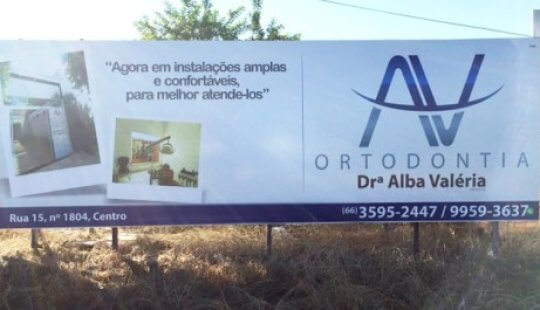 "Agora em instalações amplas
e confortáveis,
para melhor atende-los"
AV
ORTODONTIA
Drª Alba Valéria
Rua 15, nº 1804, Centro
(66) 3595-2447 / 9959-3637